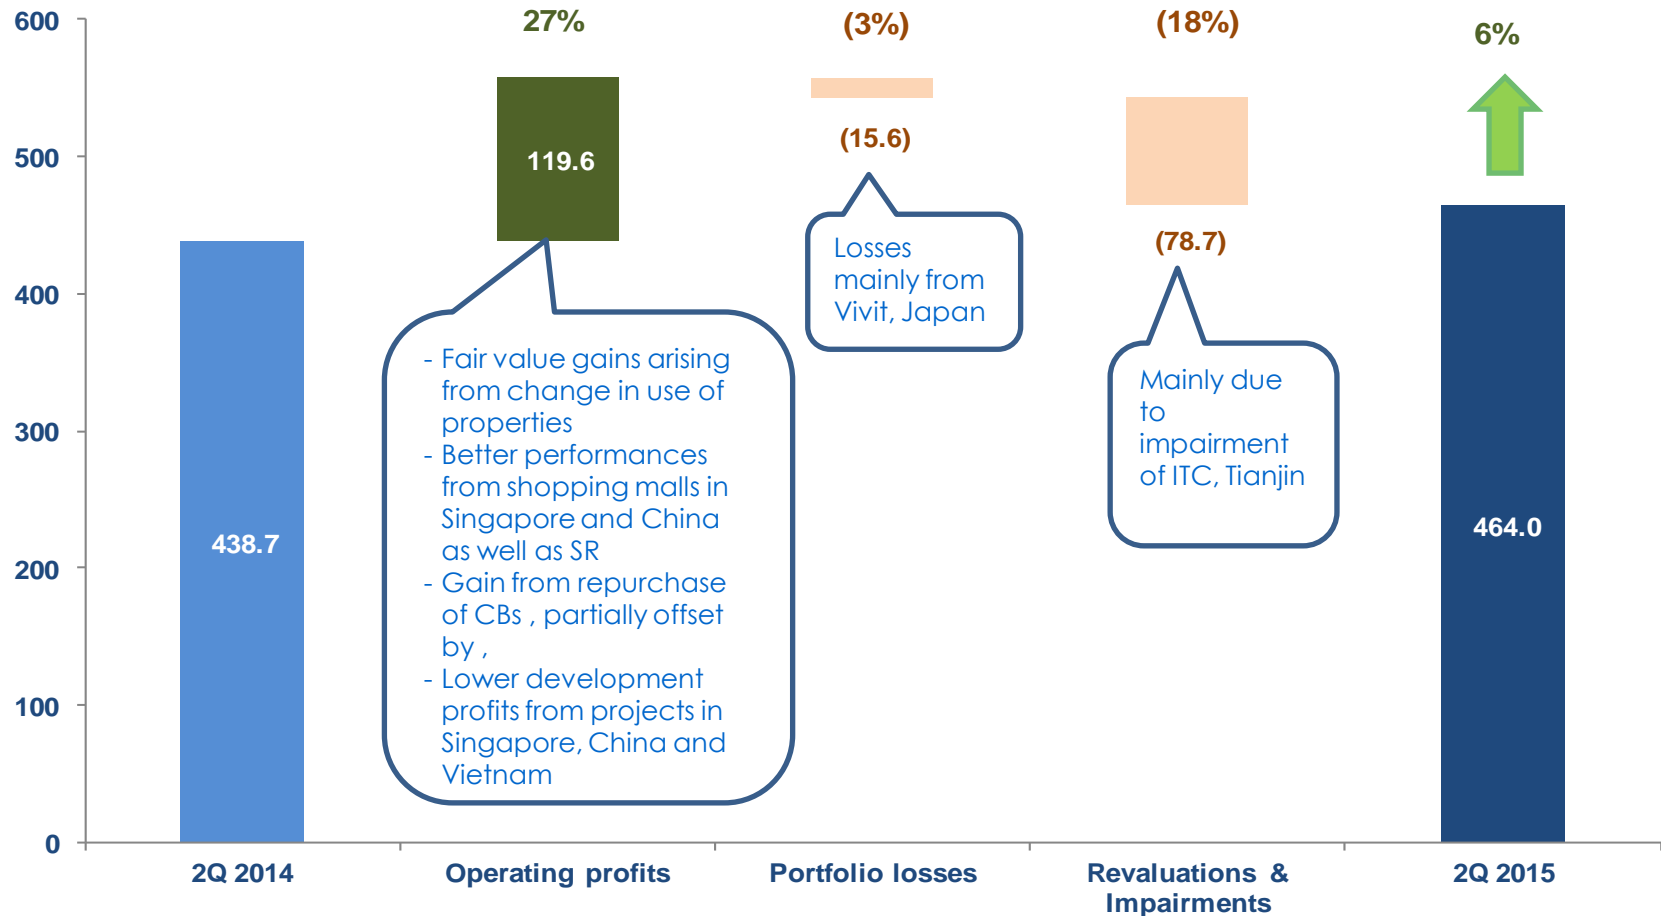 27%
(3%)
(18%)
6%
600
500
400
300
200
100
0
438.7
119.6
(15.6)
(78.7)
464.0
- Fair value gains arising
from change in use of
properties
- Better performances
from shopping malls in
Singapore and China
as well as SR
- Gain from repurchase
of CBs , partially offset
by ,
- Lower development
profits from projects in
Singapore, China and
Vietnam
Losses
mainly from
Vivit, Japan
Mainly due
to
impairment
of ITC, Tianjin
2Q 2014
Operating profits
Portfolio losses
Revaluations &
Impairments
2Q 2015